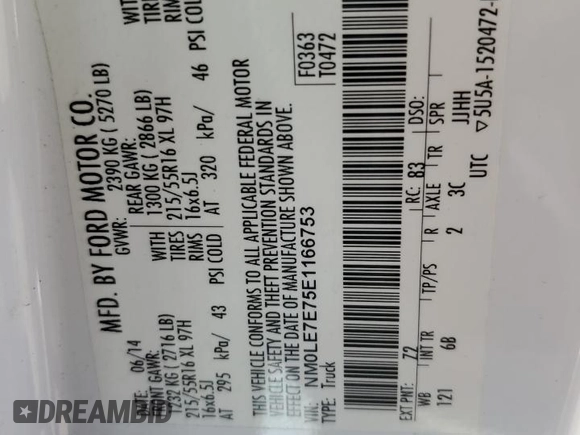 MFD. BY FORD MOTOR CO.
DATE: 06/14 GVWR: 2390 KG ( 5270 LB)
FRONT GAWR: REAR GAWR:
1232 KG ( 2716 LB) WITH 1300 KG ( 2866 LB) WITH
215/55R16 XL 97H TIRES 215/55R16 XL 97H TIRES
16x6.5J RIMS 16x6.5J RIMS
AT 295 kPa/ 43 PSI COLD AT 320 kPa/ 46 PSI COLD
THIS VEHICLE CONFORMS TO ALL APPLICABLE FEDERAL MOTOR
VEHICLE SAFETY AND THEFT PREVENTION STANDARDS IN
EFFECT ON THE DATE OF MANUFACTURE SHOWN ABOVE.
VIN: NM0LE7E75E1166753 F0363
TYPE: Truck T0472
EXT PNT: 72 RC: 83 DSO:
WB INT TR TP/PS R AXLE TR SPR
121 6B 2 3C JJHH
UTC ▽5U5A-1520472-
DREAMBID